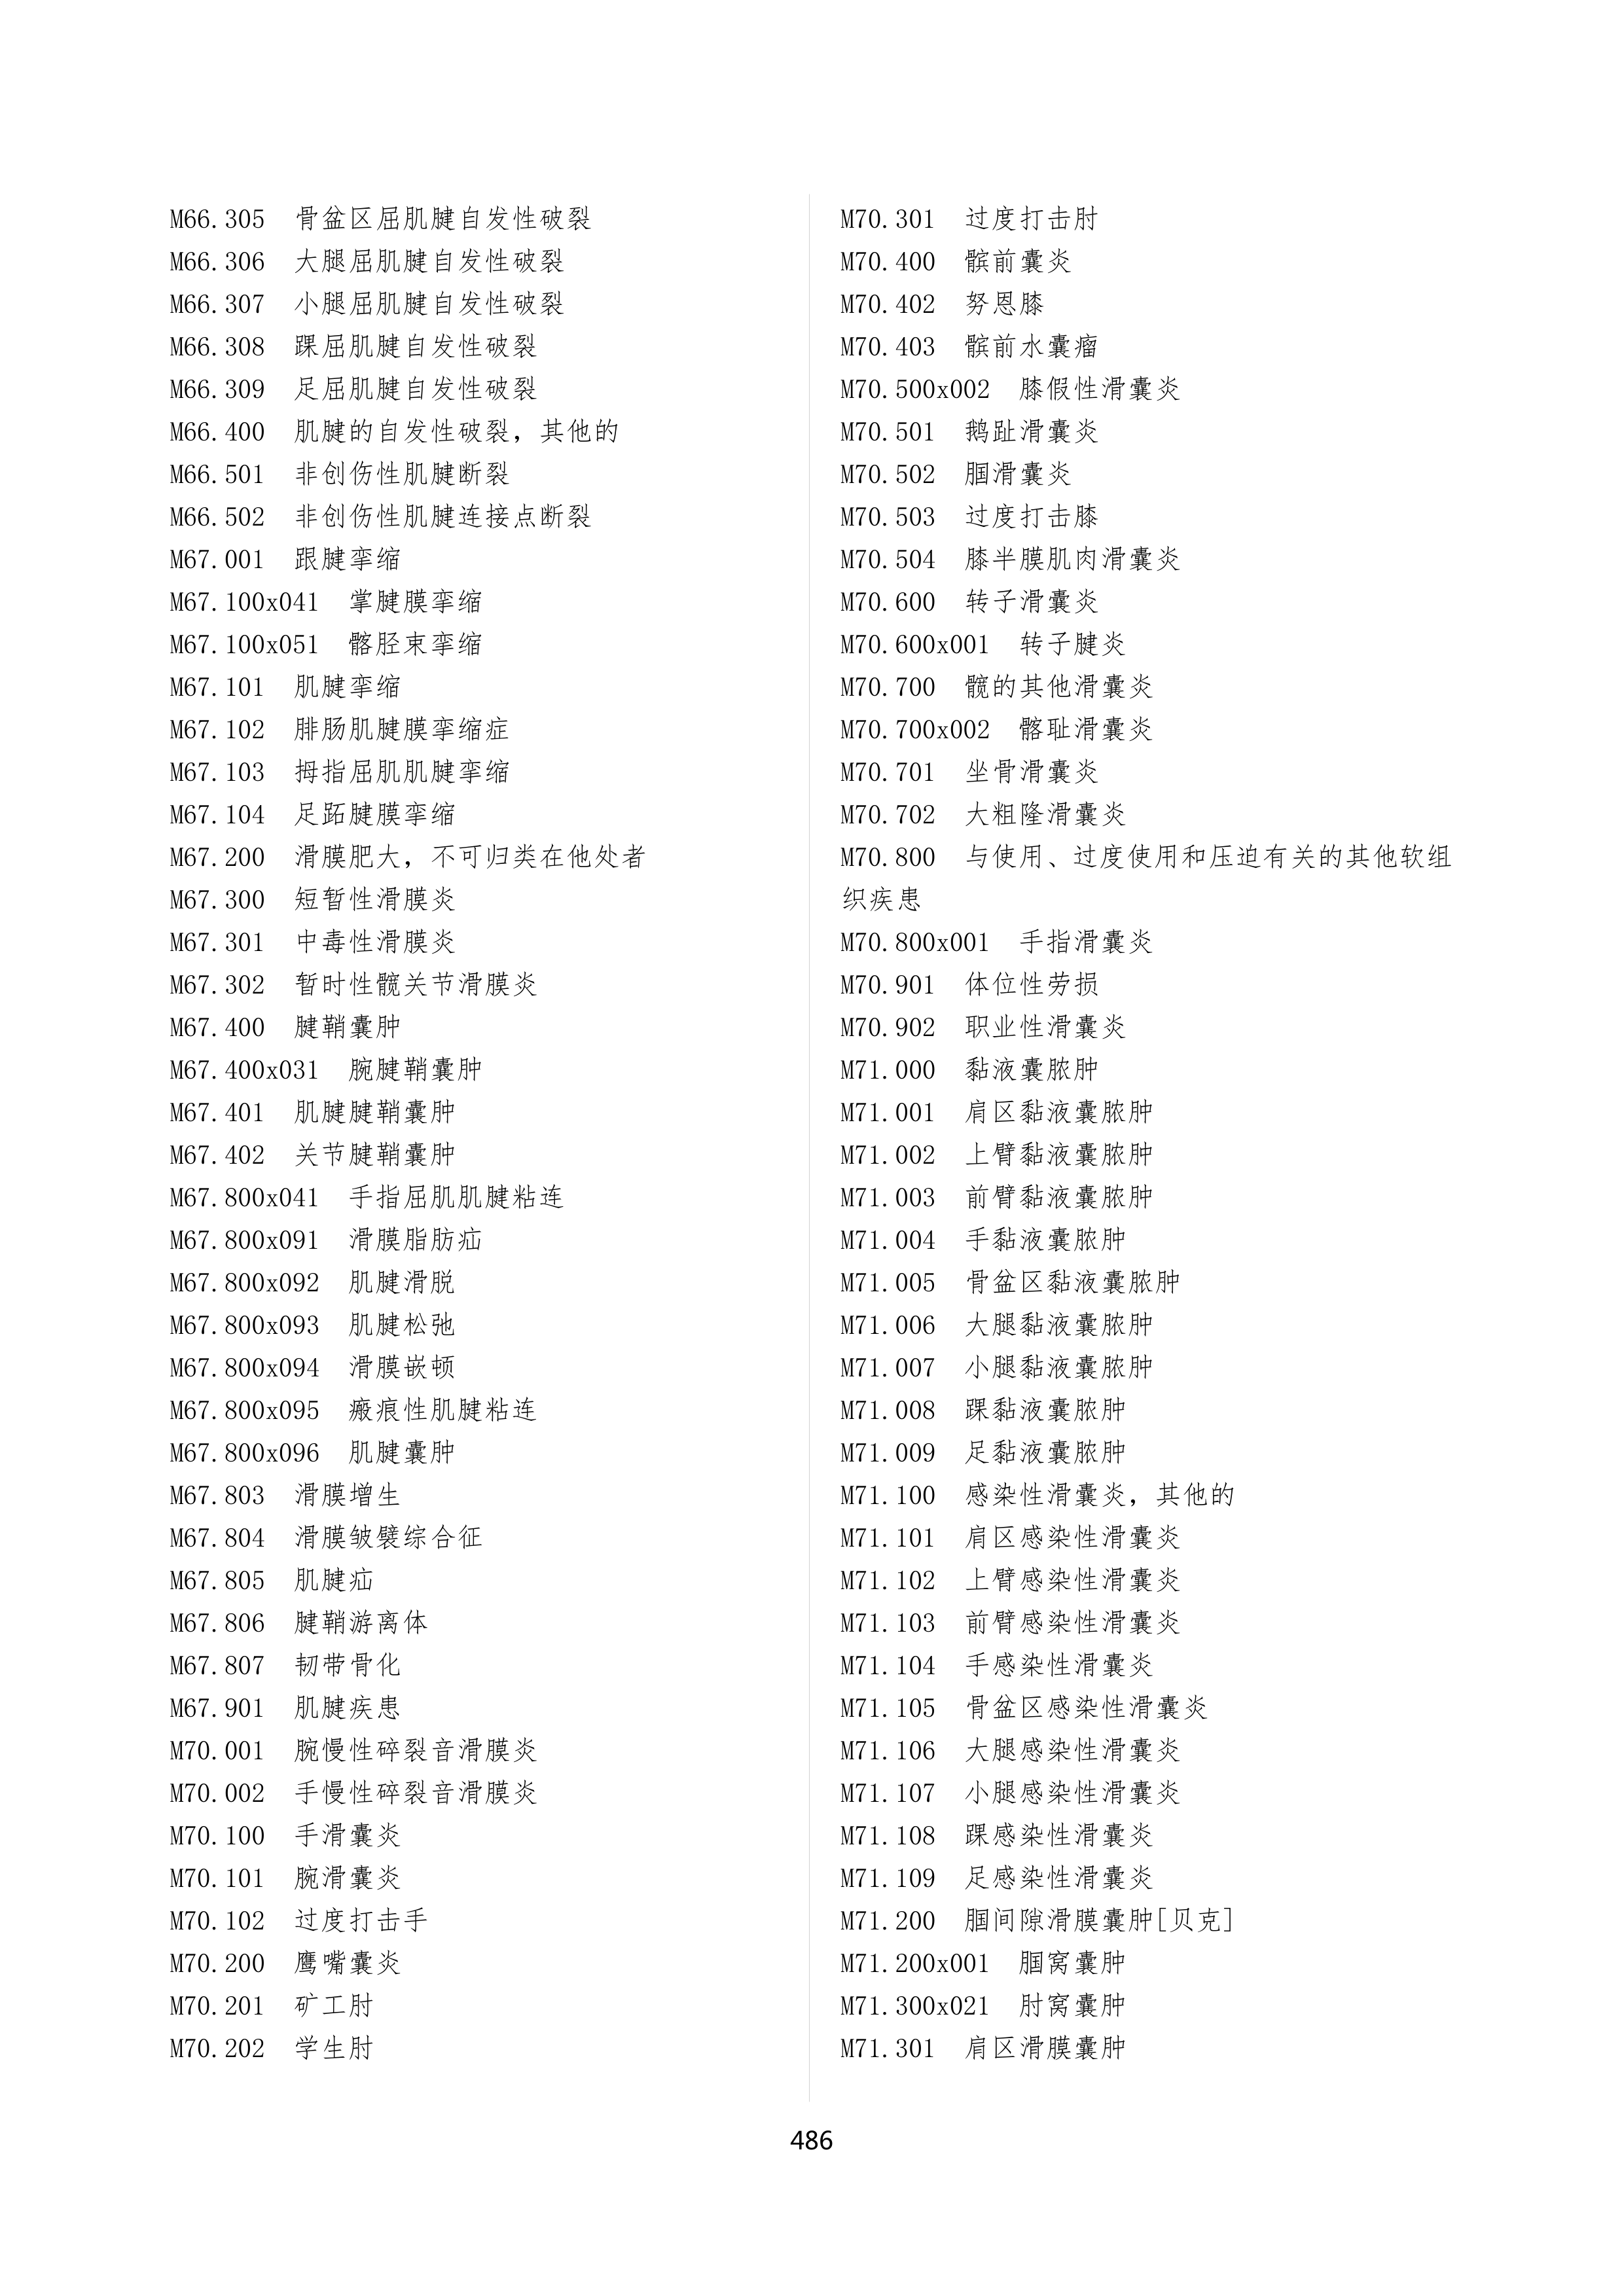 M66.305　骨盆区屈肌腱自发性破裂
M66.306　大腿屈肌腱自发性破裂
M66.307　小腿屈肌腱自发性破裂
M66.308　踝屈肌腱自发性破裂
M66.309　足屈肌腱自发性破裂
M66.400　肌腱的自发性破裂，其他的
M66.501　非创伤性肌腱断裂
M66.502　非创伤性肌腱连接点断裂
M67.001　跟腱挛缩
M67.100x041　掌腱膜挛缩
M67.100x051　髂胫束挛缩
M67.101　肌腱挛缩
M67.102　腓肠肌腱膜挛缩症
M67.103　拇指屈肌肌腱挛缩
M67.104　足跖腱膜挛缩
M67.200　滑膜肥大，不可归类在他处者
M67.300　短暂性滑膜炎
M67.301　中毒性滑膜炎
M67.302　暂时性髋关节滑膜炎
M67.400　腱鞘囊肿
M67.400x031　腕腱鞘囊肿
M67.401　肌腱腱鞘囊肿
M67.402　关节腱鞘囊肿
M67.800x041　手指屈肌肌腱粘连
M67.800x091　滑膜脂肪疝
M67.800x092　肌腱滑脱
M67.800x093　肌腱松弛
M67.800x094　滑膜嵌顿
M67.800x095　瘢痕性肌腱粘连
M67.800x096　肌腱囊肿
M67.803　滑膜增生
M67.804　滑膜皱襞综合征
M67.805　肌腱疝
M67.806　腱鞘游离体
M67.807　韧带骨化
M67.901　肌腱疾患
M70.001　腕慢性碎裂音滑膜炎
M70.002　手慢性碎裂音滑膜炎
M70.100　手滑囊炎
M70.101　腕滑囊炎
M70.102　过度打击手
M70.200　鹰嘴囊炎
M70.201　矿工肘
M70.202　学生肘
M70.301　过度打击肘
M70.400　髌前囊炎
M70.402　努恩膝
M70.403　髌前水囊瘤
M70.500x002　膝假性滑囊炎
M70.501　鹅趾滑囊炎
M70.502　腘滑囊炎
M70.503　过度打击膝
M70.504　膝半膜肌肉滑囊炎
M70.600　转子滑囊炎
M70.600x001　转子腱炎
M70.700　髋的其他滑囊炎
M70.700x002　髂耻滑囊炎
M70.701　坐骨滑囊炎
M70.702　大粗隆滑囊炎
M70.800　与使用、过度使用和压迫有关的其他软组
织疾患
M70.800x001　手指滑囊炎
M70.901　体位性劳损
M70.902　职业性滑囊炎
M71.000　黏液囊脓肿
M71.001　肩区黏液囊脓肿
M71.002　上臂黏液囊脓肿
M71.003　前臂黏液囊脓肿
M71.004　手黏液囊脓肿
M71.005　骨盆区黏液囊脓肿
M71.006　大腿黏液囊脓肿
M71.007　小腿黏液囊脓肿
M71.008　踝黏液囊脓肿
M71.009　足黏液囊脓肿
M71.100　感染性滑囊炎，其他的
M71.101　肩区感染性滑囊炎
M71.102　上臂感染性滑囊炎
M71.103　前臂感染性滑囊炎
M71.104　手感染性滑囊炎
M71.105　骨盆区感染性滑囊炎
M71.106　大腿感染性滑囊炎
M71.107　小腿感染性滑囊炎
M71.108　踝感染性滑囊炎
M71.109　足感染性滑囊炎
M71.200　腘间隙滑膜囊肿[贝克]
M71.200x001　腘窝囊肿
M71.300x021　肘窝囊肿
M71.301　肩区滑膜囊肿
486